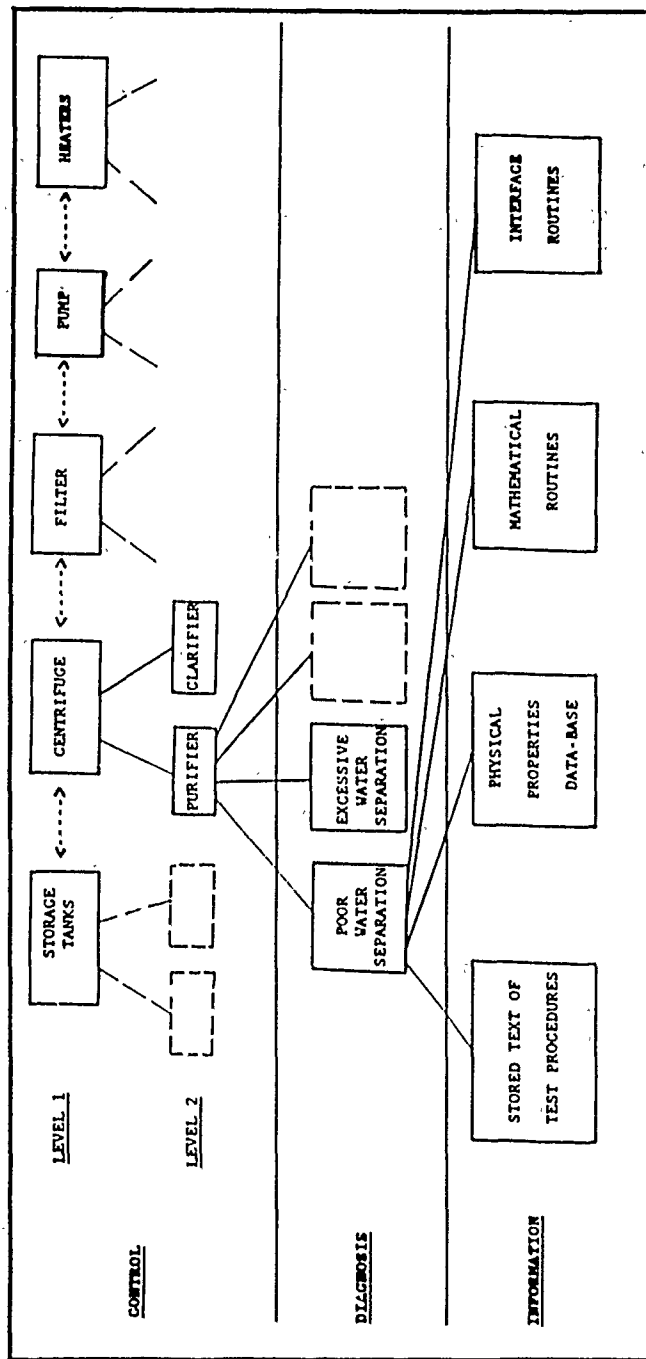 CONTROL
LEVEL 1
STORAGE
TANKS
<----->
CENTRIFUGE
<----->
FILTER
<----->
PUMP
<----->
HEATERS
LEVEL 2
PURIFIER
CLARIFIER
DIAGNOSIS
POOR
WATER
SEPARATION
EXCESSIVE
WATER
SEPARATION
INFORMATION
STORED TEXT OF
TEST PROCEDURES
PHYSICAL
PROPERTIES
DATA-BASE
MATHEMATICAL
ROUTINES
INTERFACE
ROUTINES